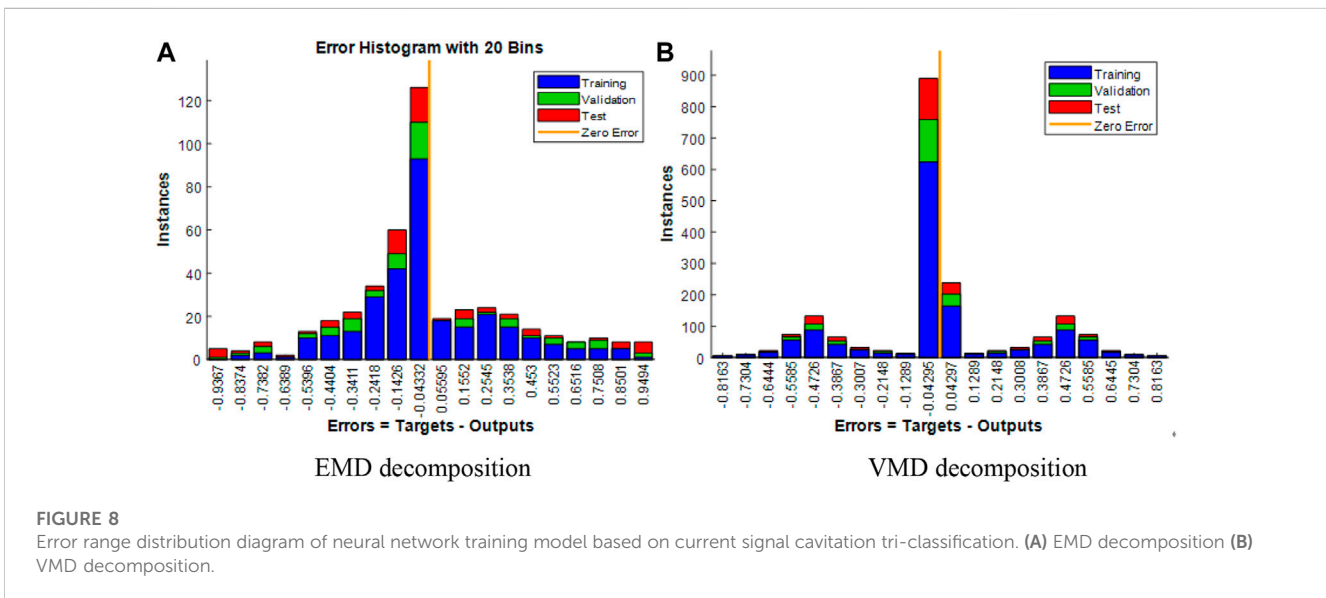 A
Error Histogram with 20 Bins
Training
Validation
Test
Zero Error
Instances
120
100
80
60
40
20
0
-0.9367
-0.8374
-0.7382
-0.6389
-0.5396
-0.4404
-0.3411
-0.2418
-0.1426
-0.04332
0.05595
0.1552
0.2545
0.3538
0.453
0.5523
0.6516
0.7508
0.8501
0.9494
Errors = Targets - Outputs
EMD decomposition
B
Training
Validation
Test
Zero Error
Instances
900
800
700
600
500
400
300
200
100
0
-0.8163
-0.7304
-0.6444
-0.5585
-0.4726
-0.3867
-0.3007
-0.2148
-0.1289
-0.04295
0.04297
0.1289
0.2148
0.3008
0.3867
0.4726
0.5585
0.6445
0.7304
0.8163
Errors = Targets - Outputs
VMD decomposition
FIGURE 8
Error range distribution diagram of neural network training model based on current signal cavitation tri-classification. (A) EMD decomposition (B)
VMD decomposition.